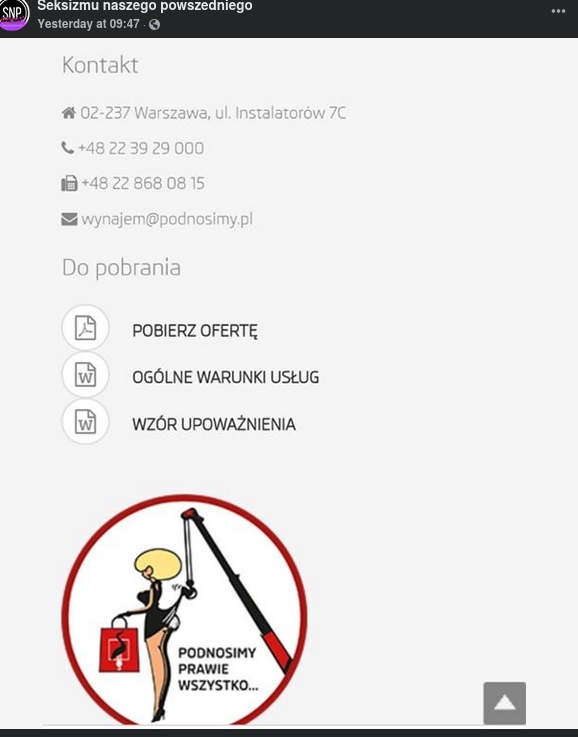 SNP
Seksizmu naszego powszedniego
Yesterday at 09:47 ·
Kontakt
02-237 Warszawa, ul. Instalatorów 7C
+48 22 39 29 000
+48 22 868 08 15
wynajem@podnosimy.pl
Do pobrania
POBIERZ OFERTĘ
OGÓLNE WARUNKI USŁUG
WZÓR UPOWAŻNIENIA
PODNOSIMY
PRAWIE
WSZYSTKO...